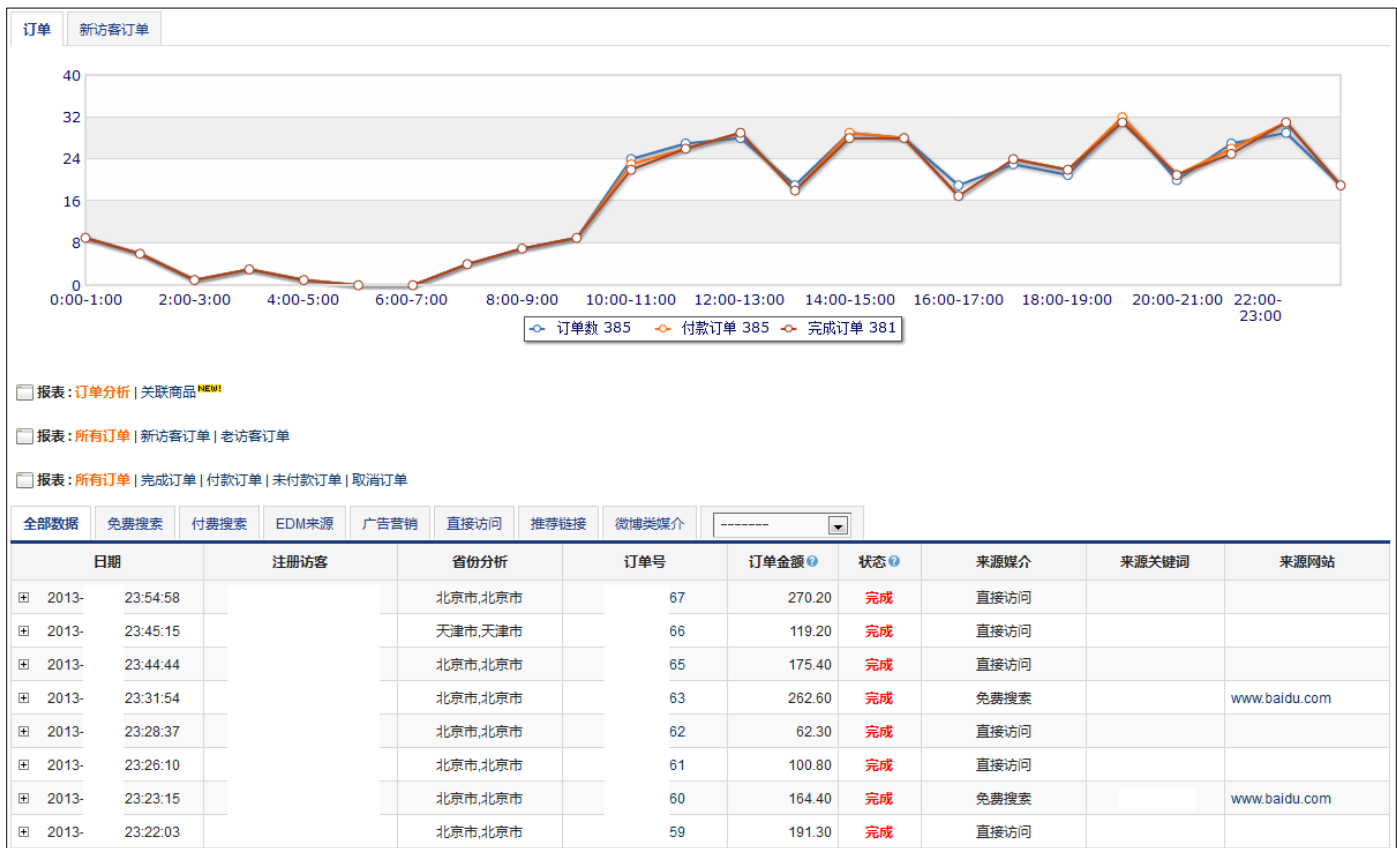 订单 新访客订单
40
32
24
16
8
0
0:00-1:00 2:00-3:00 4:00-5:00 6:00-7:00 8:00-9:00 10:00-11:00 12:00-13:00 14:00-15:00 16:00-17:00 18:00-19:00 20:00-21:00 22:00-
23:00
订单数 385 付款订单 385 完成订单 381
报表 : 订单分析 | 关联商品 NEW!
报表 : 所有订单 | 新访客订单 | 老访客订单
报表 : 所有订单 | 完成订单 | 付款订单 | 未付款订单 | 取消订单
全部数据 免费搜索 付费搜索 EDM来源 广告营销 直接访问 推荐链接 微博类媒介 -------
日期 注册访客 省份分析 订单号 订单金额 ? 状态 ? 来源媒介 来源关键词 来源网站
2013- 23:54:58 北京市,北京市 67 270.20 完成 直接访问
2013- 23:45:15 天津市,天津市 66 119.20 完成 直接访问
2013- 23:44:44 北京市,北京市 65 175.40 完成 直接访问
2013- 23:31:54 北京市,北京市 63 262.60 完成 免费搜索 www.baidu.com
2013- 23:28:37 北京市,北京市 62 62.30 完成 直接访问
2013- 23:26:10 北京市,北京市 61 100.80 完成 直接访问
2013- 23:23:15 北京市,北京市 60 164.40 完成 免费搜索 www.baidu.com
2013- 23:22:03 北京市,北京市 59 191.30 完成 直接访问